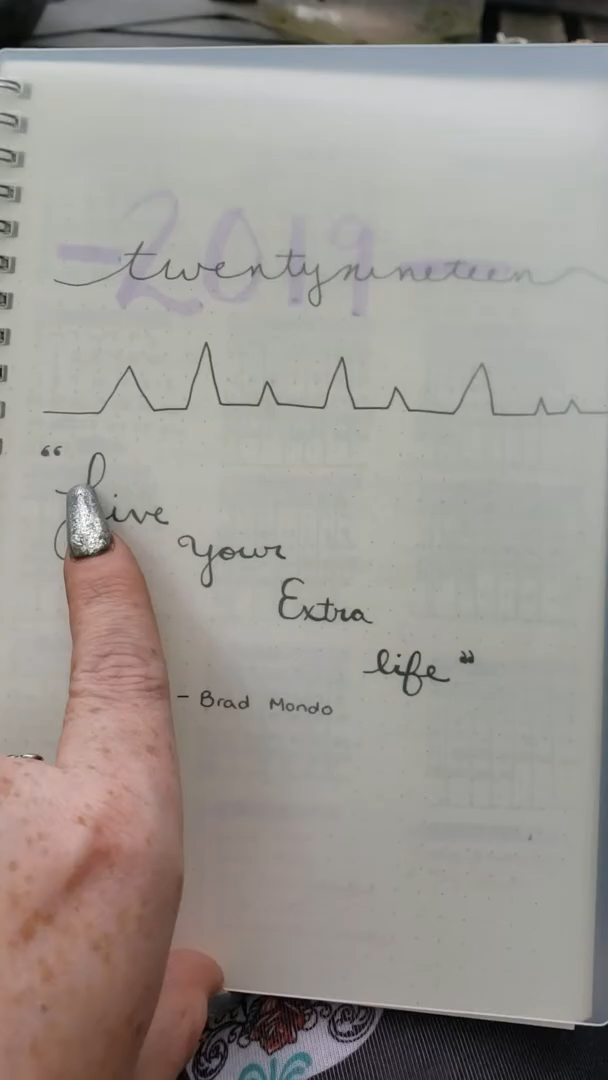 -2019-
twentynineteen
“Live
your
Extra
life”
- Brad Mondo